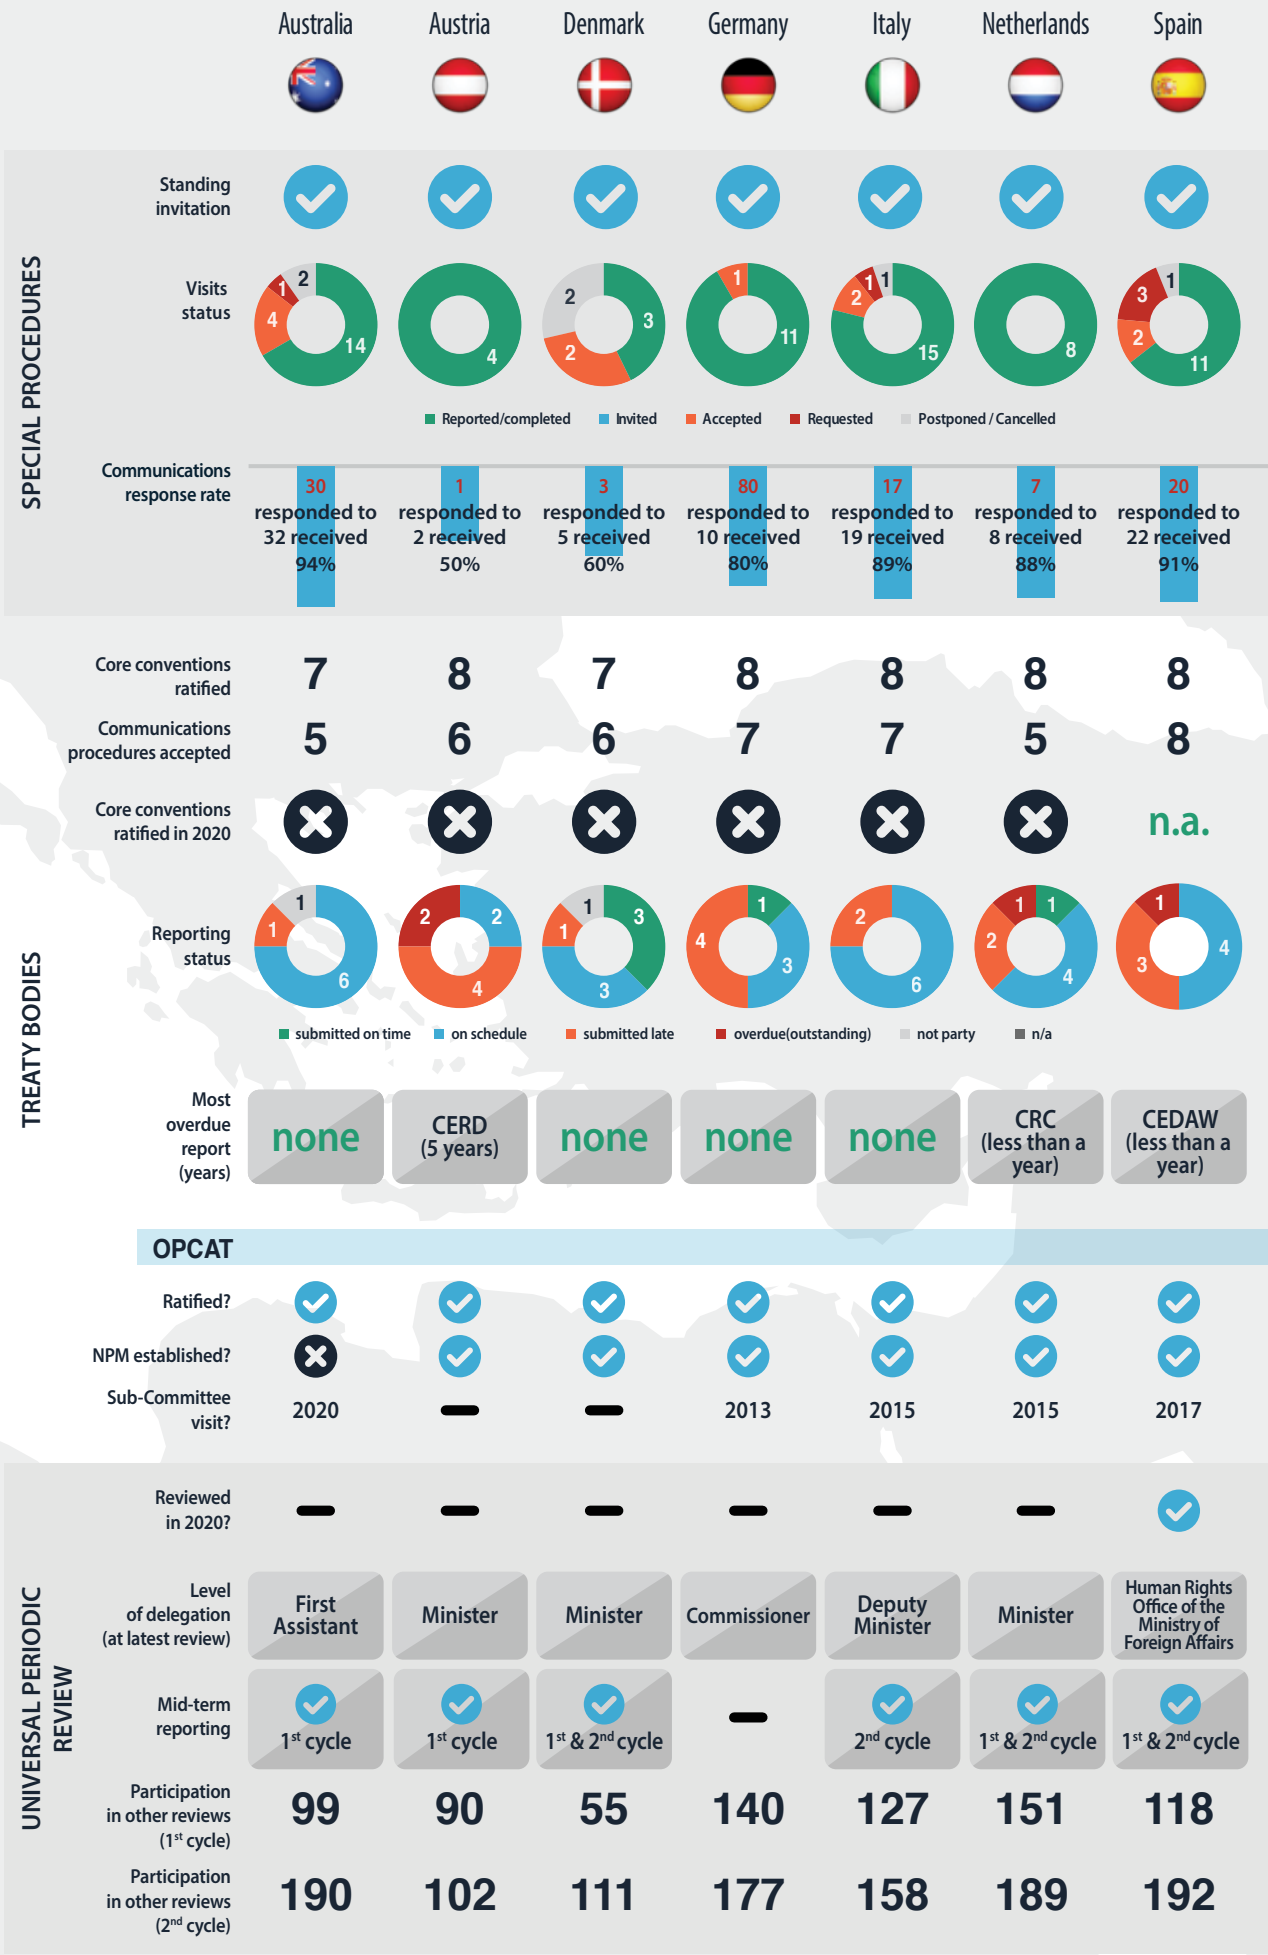 Australia Austria Denmark Germany Italy Netherlands Spain
SPECIAL PROCEDURES
Standing
invitation
Visits
status
2 1 4 14
4
2 3 2
1 11
1 1 2 15
8
1 3 2 11
Reported/completed Invited Accepted Requested Postponed / Cancelled
Communications
response rate
30 1 3 80 17 7 20
responded to responded to responded to responded to responded to responded to responded to
32 received 2 received 5 received 10 received 19 received 8 received 22 received
94% 50% 60% 80% 89% 88% 91%
TREATY BODIES
Core conventions
ratified
7 8 7 8 8 8 8
Communications
procedures accepted
5 6 6 7 7 5 8
Core conventions
ratified in 2020
n.a.
Reporting
status
1 1 6
2 2 4
1 3 1 3
1 4 3
2 6
1 1 2 4
1 4 3
submitted on time on schedule submitted late overdue(outstanding) not party n/a
Most
overdue
report
(years)
none
CERD
(5 years)
none
none
none
CRC
(less than a
year)
CEDAW
(less than a
year)
OPCAT
Ratified?
NPM established?
Sub-Committee
visit?
2020 2013 2015 2015 2017
UNIVERSAL PERIODIC
REVIEW
Reviewed
in 2020?
Level
of delegation
(at latest review)
First
Assistant
Minister
Minister
Commissioner
Deputy
Minister
Minister
Human Rights
Office of the
Ministry of
Foreign Affairs
Mid-term
reporting
1st cycle 1st cycle 1st & 2nd cycle 2nd cycle 1st & 2nd cycle 1st & 2nd cycle
Participation
in other reviews
(1st cycle)
99 90 55 140 127 151 118
Participation
in other reviews
(2nd cycle)
190 102 111 177 158 189 192